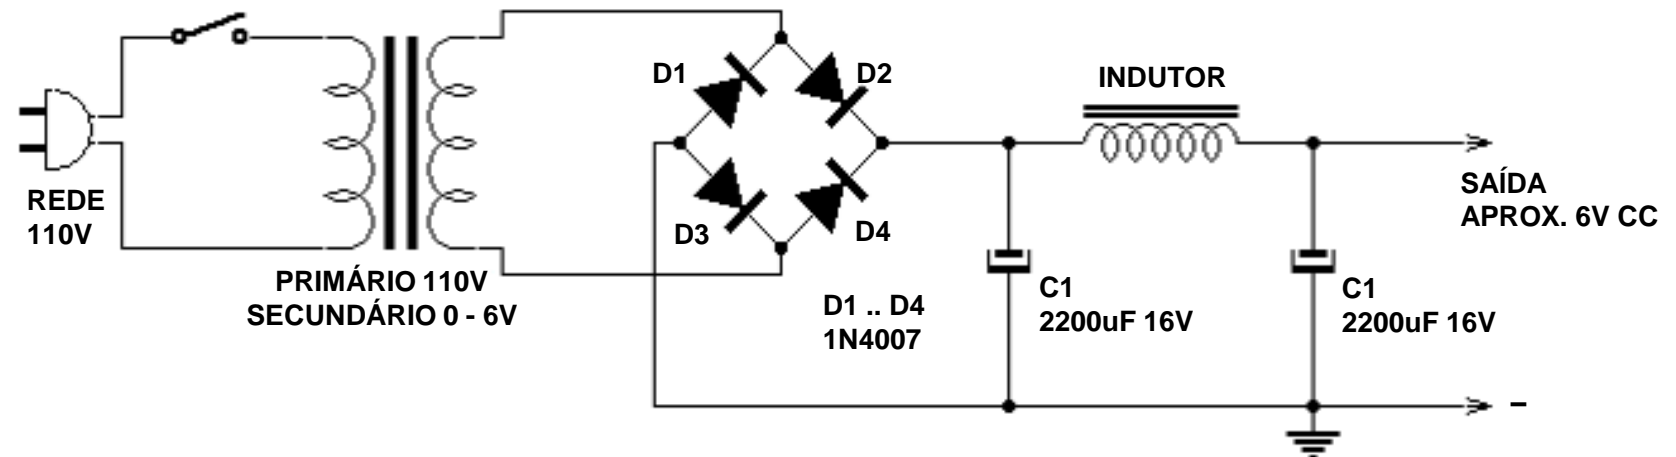 REDE
110V
PRIMÁRIO 110V
SECUNDÁRIO 0 - 6V
D1
D2
D3
D4
D1 .. D4
1N4007
INDUTOR
C1
2200uF 16V
C1
2200uF 16V
SAÍDA
APROX. 6V CC
-